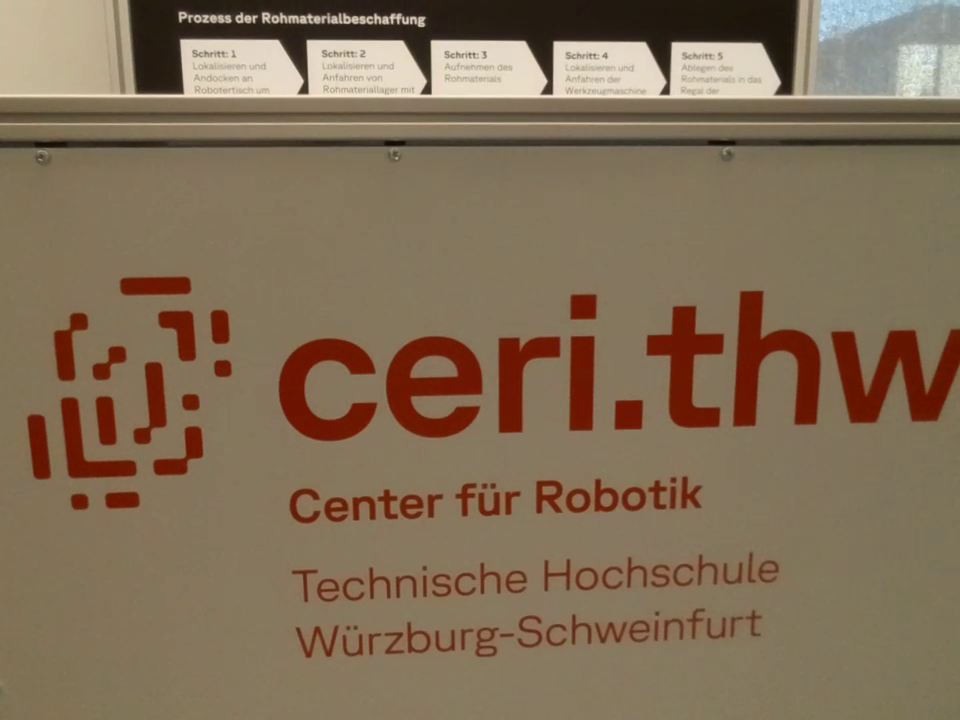 Prozess der Rohmaterialbeschaffung
Schritt: 1
Lokalisieren und
Andocken an
Robotertisch um
Schritt: 2
Lokalisieren und
Anfahren von
Rohmateriallager mit
Schritt: 3
Aufnehmen des
Rohmaterials
Schritt: 4
Lokalisieren und
Anfahren der
Werkzeugmaschine
Schritt: 5
Ablegen des
Rohmaterials in das
Regal der
ceri.thw
Center für Robotik
Technische Hochschule
Würzburg-Schweinfurt